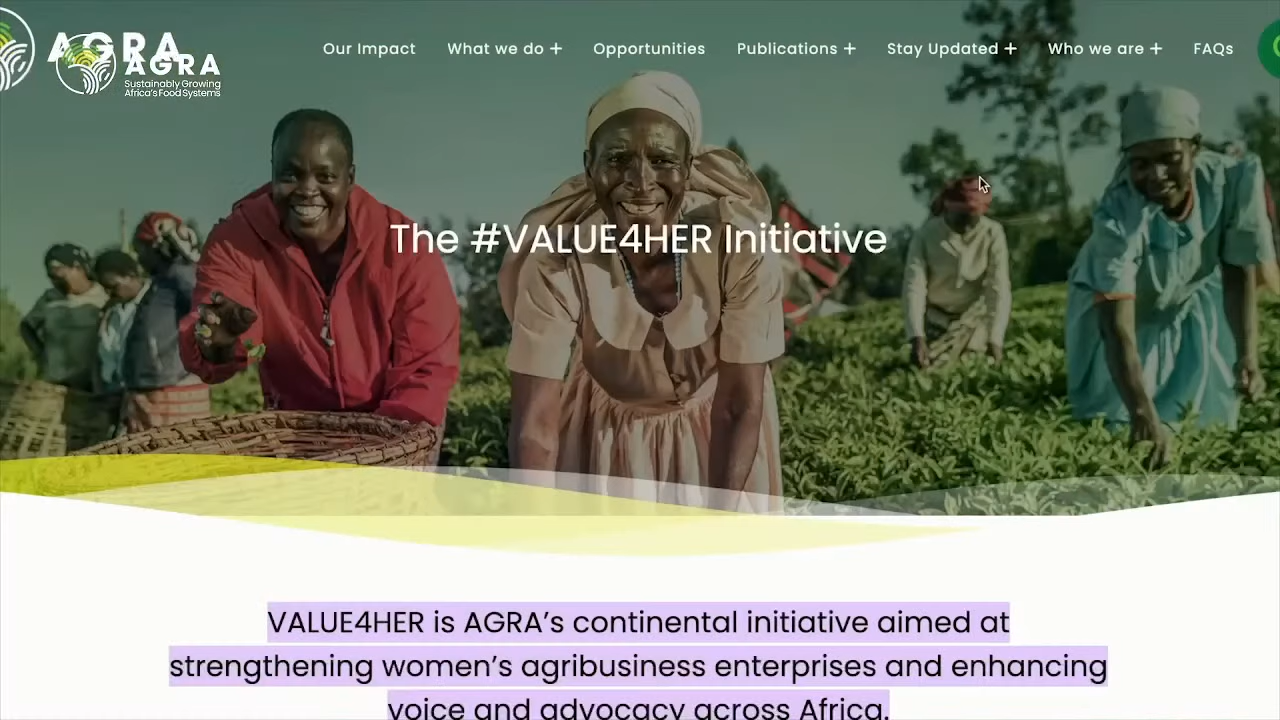 AGRA
AGRA
Sustainably Growing
Africa's Food Systems
Our Impact
What we do +
Opportunities
Publications +
Stay Updated +
Who we are +
FAQs
The #VALUE4HER Initiative
VALUE4HER is AGRA’s continental initiative aimed at
strengthening women’s agribusiness enterprises and enhancing
voice and advocacy across Africa.